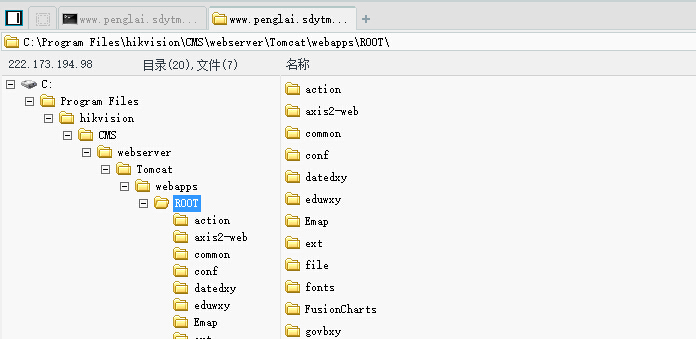 www.penglai.sdytm... www.penglai.sdytm... +
C:\Program Files\hikvision\CMS\webserver\Tomcat\webapps\ROOT\
222.173.194.98 目录(20),文件(7) 名称
C:
Program Files
hikvision
CMS
webserver
Tomcat
webapps
ROOT
action
axis2-web
common
conf
datedxy
eduwxy
Emap
ext
action
axis2-web
common
conf
datedxy
eduwxy
Emap
ext
file
fonts
FusionCharts
govbxy